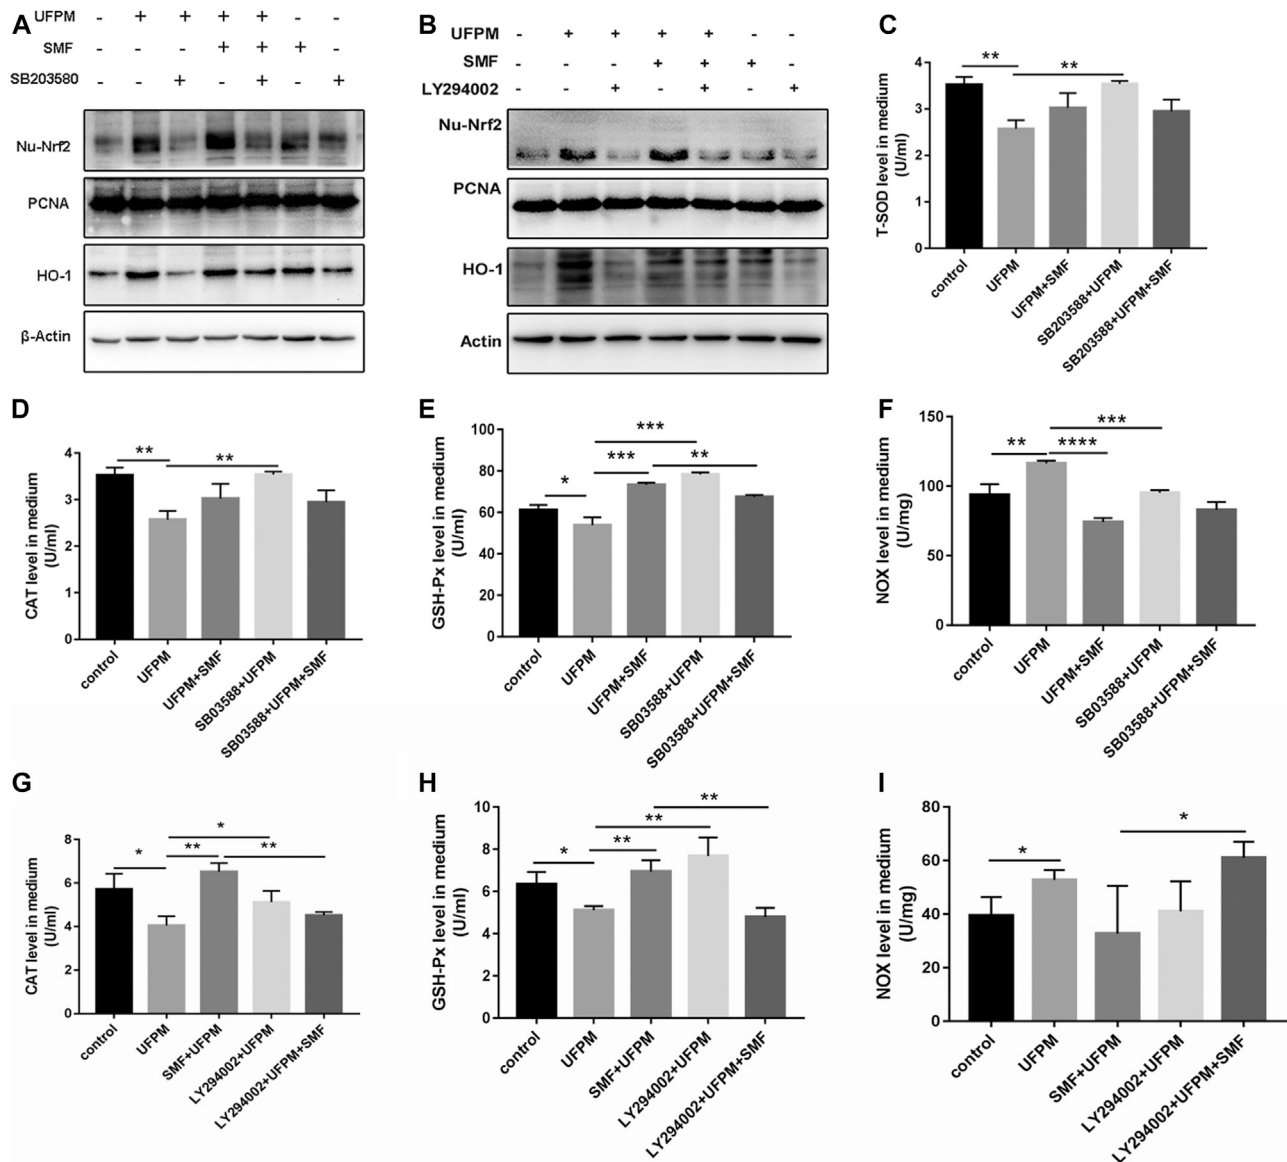 A
UFPM - + + + + - -
SMF - - - + + + -
SB203580 - - + - + - +
Nu-Nrf2
PCNA
HO-1
β-Actin
B
UFPM - + + + + - -
SMF - - - + + + -
LY294002 - - + - + - +
Nu-Nrf2
PCNA
HO-1
Actin
C
T-SOD level in medium
(U/ml)
4
3
2
1
0
** **
control
UFPM
UFPM+SMF
SB203588+UFPM
SB203588+UFPM+SMF
D
CAT level in medium
(U/ml)
4
3
2
1
0
** **
control
UFPM
UFPM+SMF
SB03588+UFPM
SB03588+UFPM+SMF
E
GSH-Px level in medium
(U/ml)
100
80
60
40
20
0
***
* *** **
control
UFPM
UFPM+SMF
SB03588+UFPM
SB03588+UFPM+SMF
F
NOX level in medium
(U/mg)
150
100
50
0
***
** ****
control
UFPM
UFPM+SMF
SB03588+UFPM
SB03588+UFPM+SMF
G
CAT level in medium
(U/ml)
8
6
4
2
0
*
* ** **
control
UFPM
SMF+UFPM
LY294002+UFPM
LY294002+UFPM+SMF
H
GSH-Px level in medium
(U/ml)
10
8
6
4
2
0
**
**
* **
control
UFPM
SMF+UFPM
LY294002+UFPM
LY294002+UFPM+SMF
I
NOX level in medium
(U/mg)
80
60
40
20
0
*
*
control
UFPM
SMF+UFPM
LY294002+UFPM
LY294002+UFPM+SMF